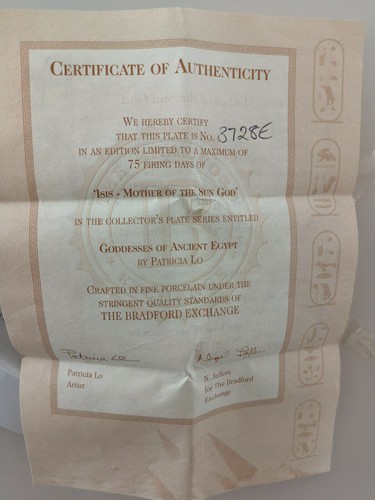 CERTIFICATE OF AUTHENTICITY
WE HEREBY CERTIFY
THAT THIS PLATE IS NO. 3728E
IN AN EDITION LIMITED TO A MAXIMUM OF
75 FIRING DAYS OF
'ISIS - MOTHER OF THE SUN GOD'
IN THE COLLECTOR'S PLATE SERIES ENTITLED
GODDESSES OF ANCIENT EGYPT
BY PATRICIA LO
CRAFTED IN FINE PORCELAIN UNDER THE
STRINGENT QUALITY STANDARDS OF
THE BRADFORD EXCHANGE
Patricia Lo
Patricia Lo
Artist
N. Jeffers
for The Bradford
Exchange